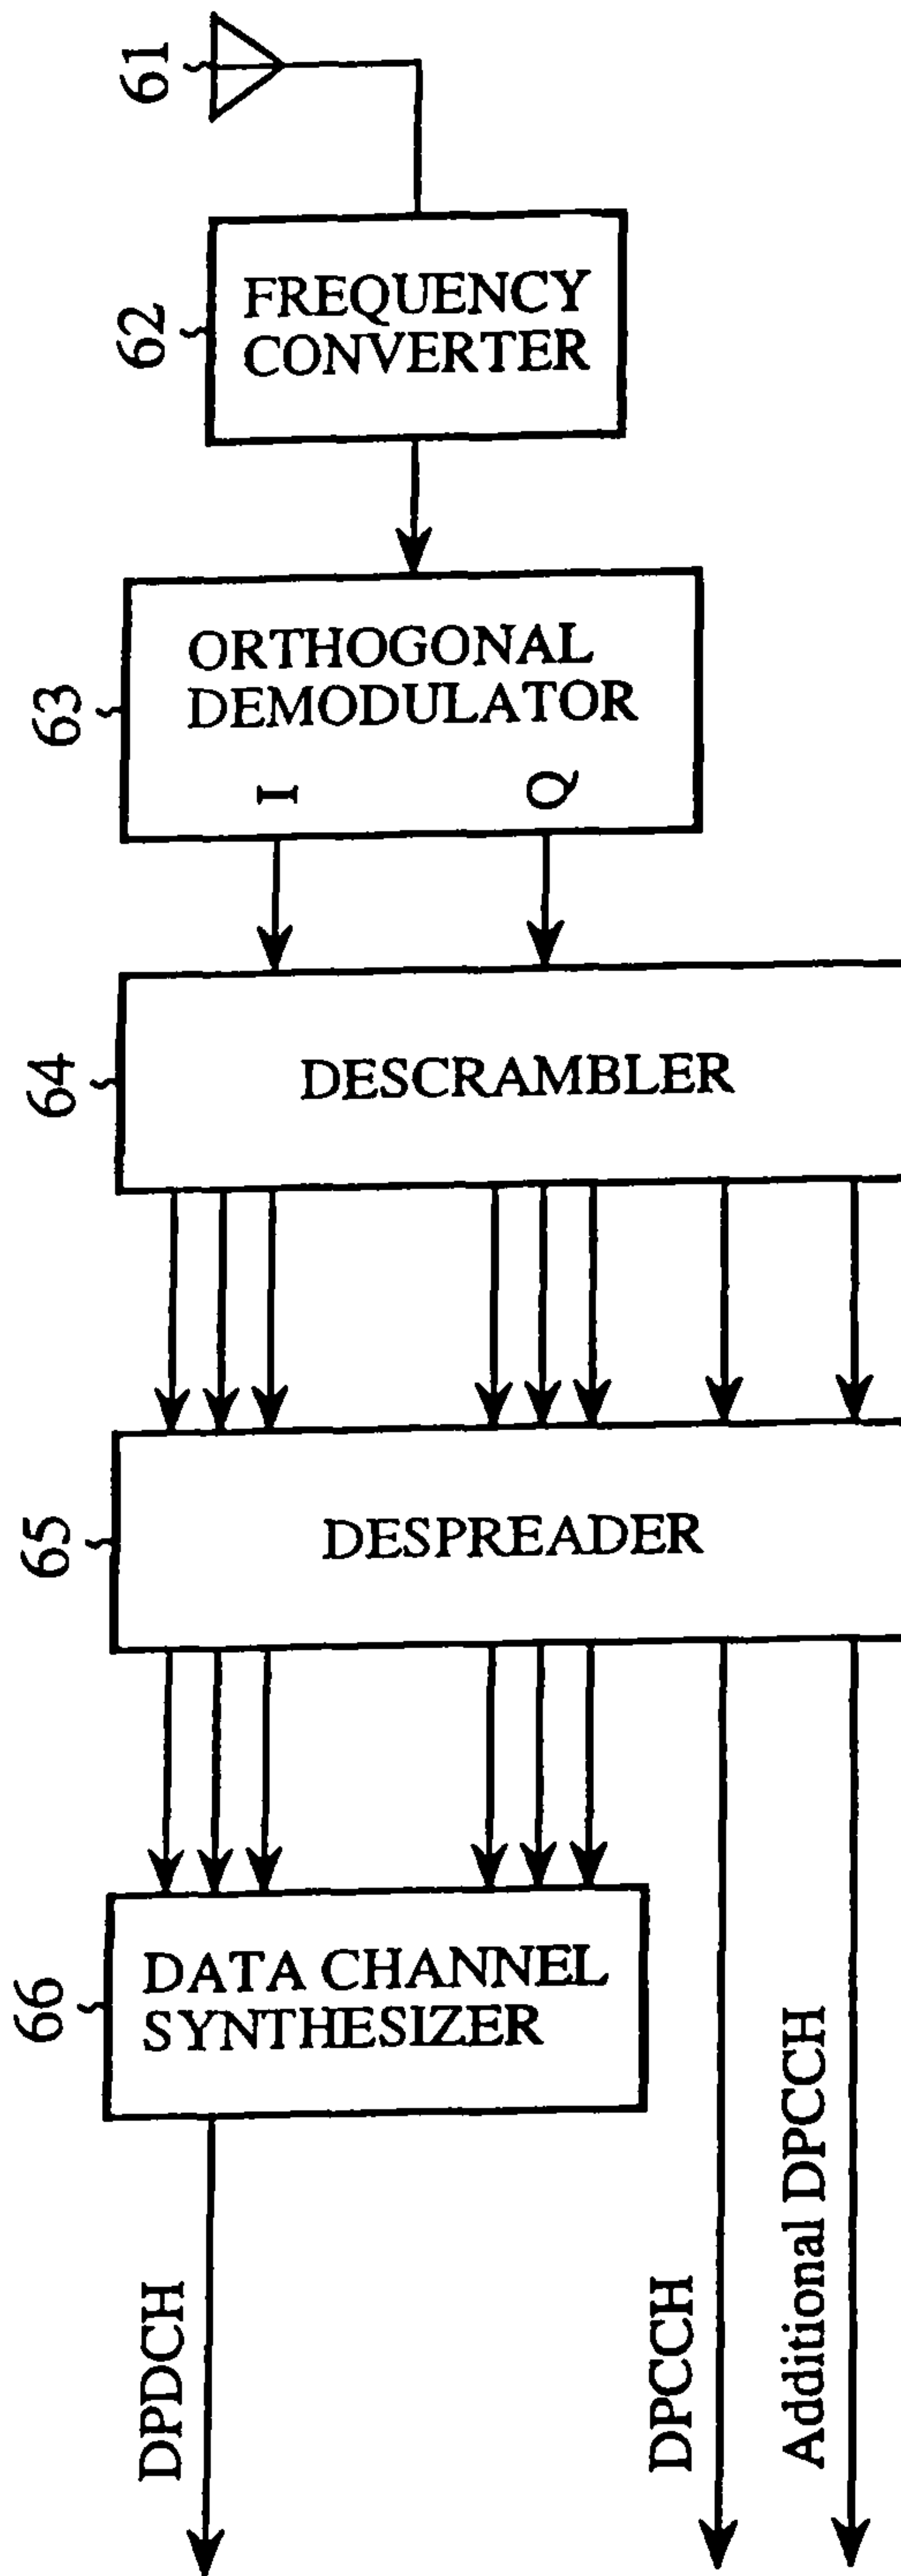 61
62
FREQUENCY
CONVERTER
63
ORTHOGONAL
DEMODULATOR
I
Q
64
DESCRAMBLER
65
DESPREADER
66
DATA CHANNEL
SYNTHESIZER
DPDCH
DPCCH
Additional DPCCH